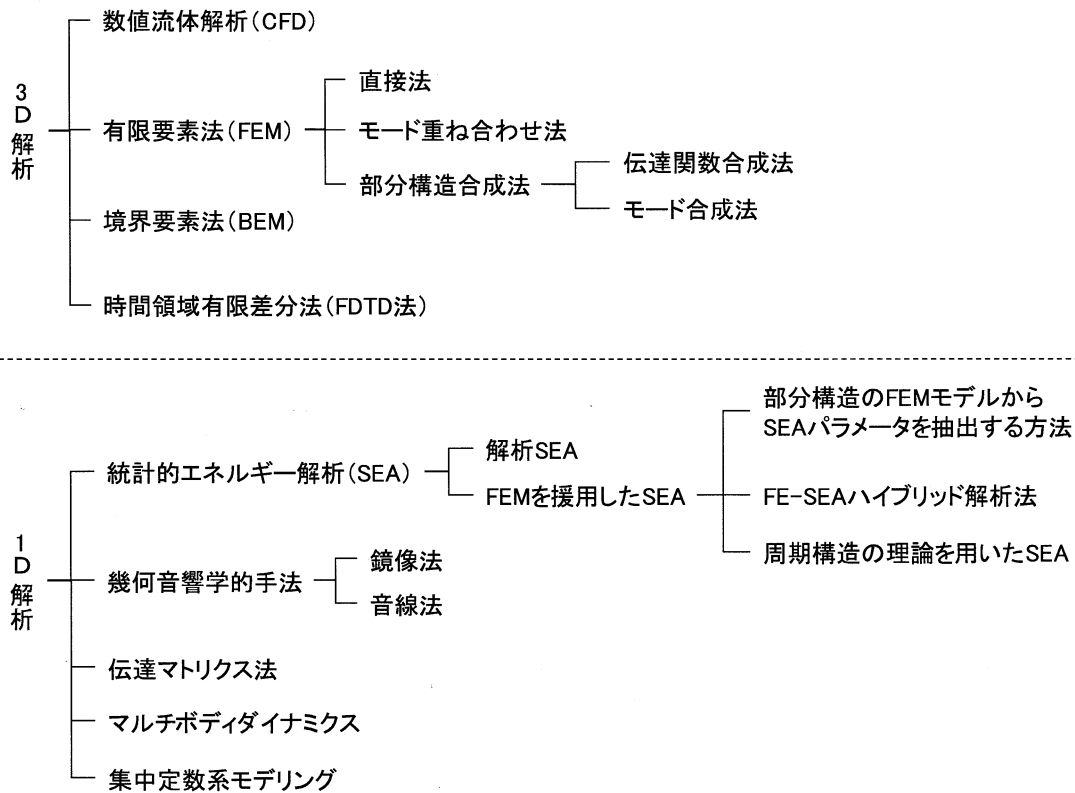 3D解析
数値流体解析(CFD)
有限要素法(FEM)
直接法
モード重ね合わせ法
部分構造合成法
伝達関数合成法
モード合成法
境界要素法(BEM)
時間領域有限差分法(FDTD法)
1D解析
統計的エネルギー解析(SEA)
解析SEA
FEMを援用したSEA
部分構造のFEMモデルから
SEAパラメータを抽出する方法
FE-SEAハイブリッド解析法
周期構造の理論を用いたSEA
幾何音響学的手法
鏡像法
音線法
伝達マトリクス法
マルチボディダイナミクス
集中定数系モデリング